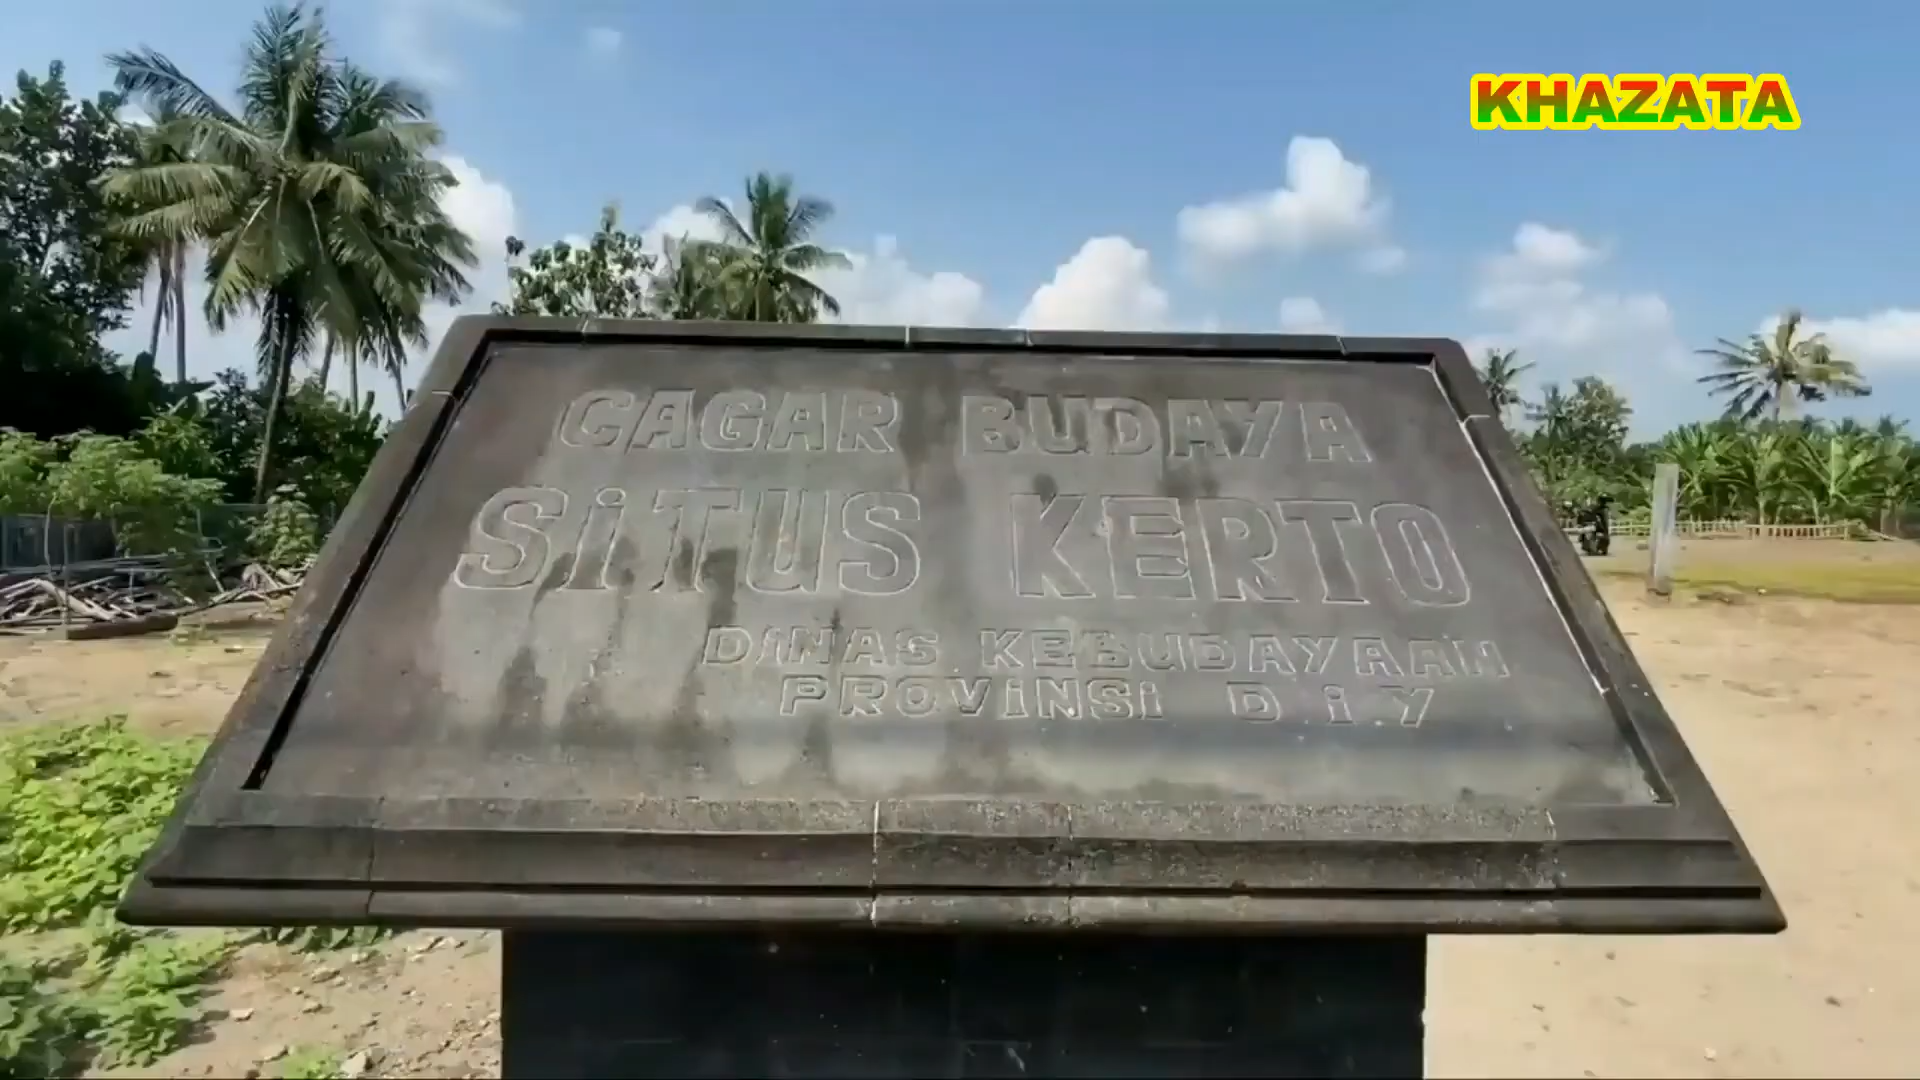 KHAZATA
CAGAR BUDAYA
SiTUS KERTO
DiNAS KEBUDAYAAN
PROViNSi D i Y